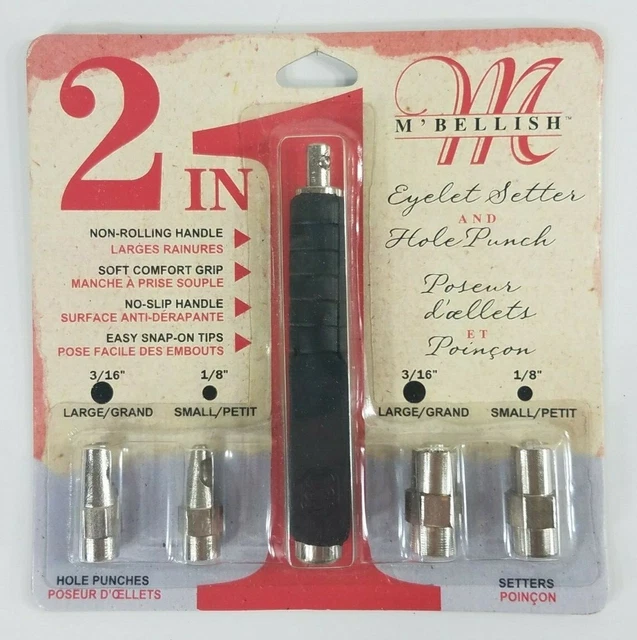 2 IN 1
M
M'BELLISH™
Eyelet Setter
AND
Hole Punch
Poseur
d'œllets
ET
Poinçon
NON-ROLLING HANDLE
LARGES RAINURES
SOFT COMFORT GRIP
MANCHE À PRISE SOUPLE
NO-SLIP HANDLE
SURFACE ANTI-DÉRAPANTE
EASY SNAP-ON TIPS
POSE FACILE DES EMBOUTS
3/16" 1/8"
LARGE/GRAND SMALL/PETIT
3/16" 1/8"
LARGE/GRAND SMALL/PETIT
HOLE PUNCHES
POSEUR D'ŒLLETS
SETTERS
POINÇON